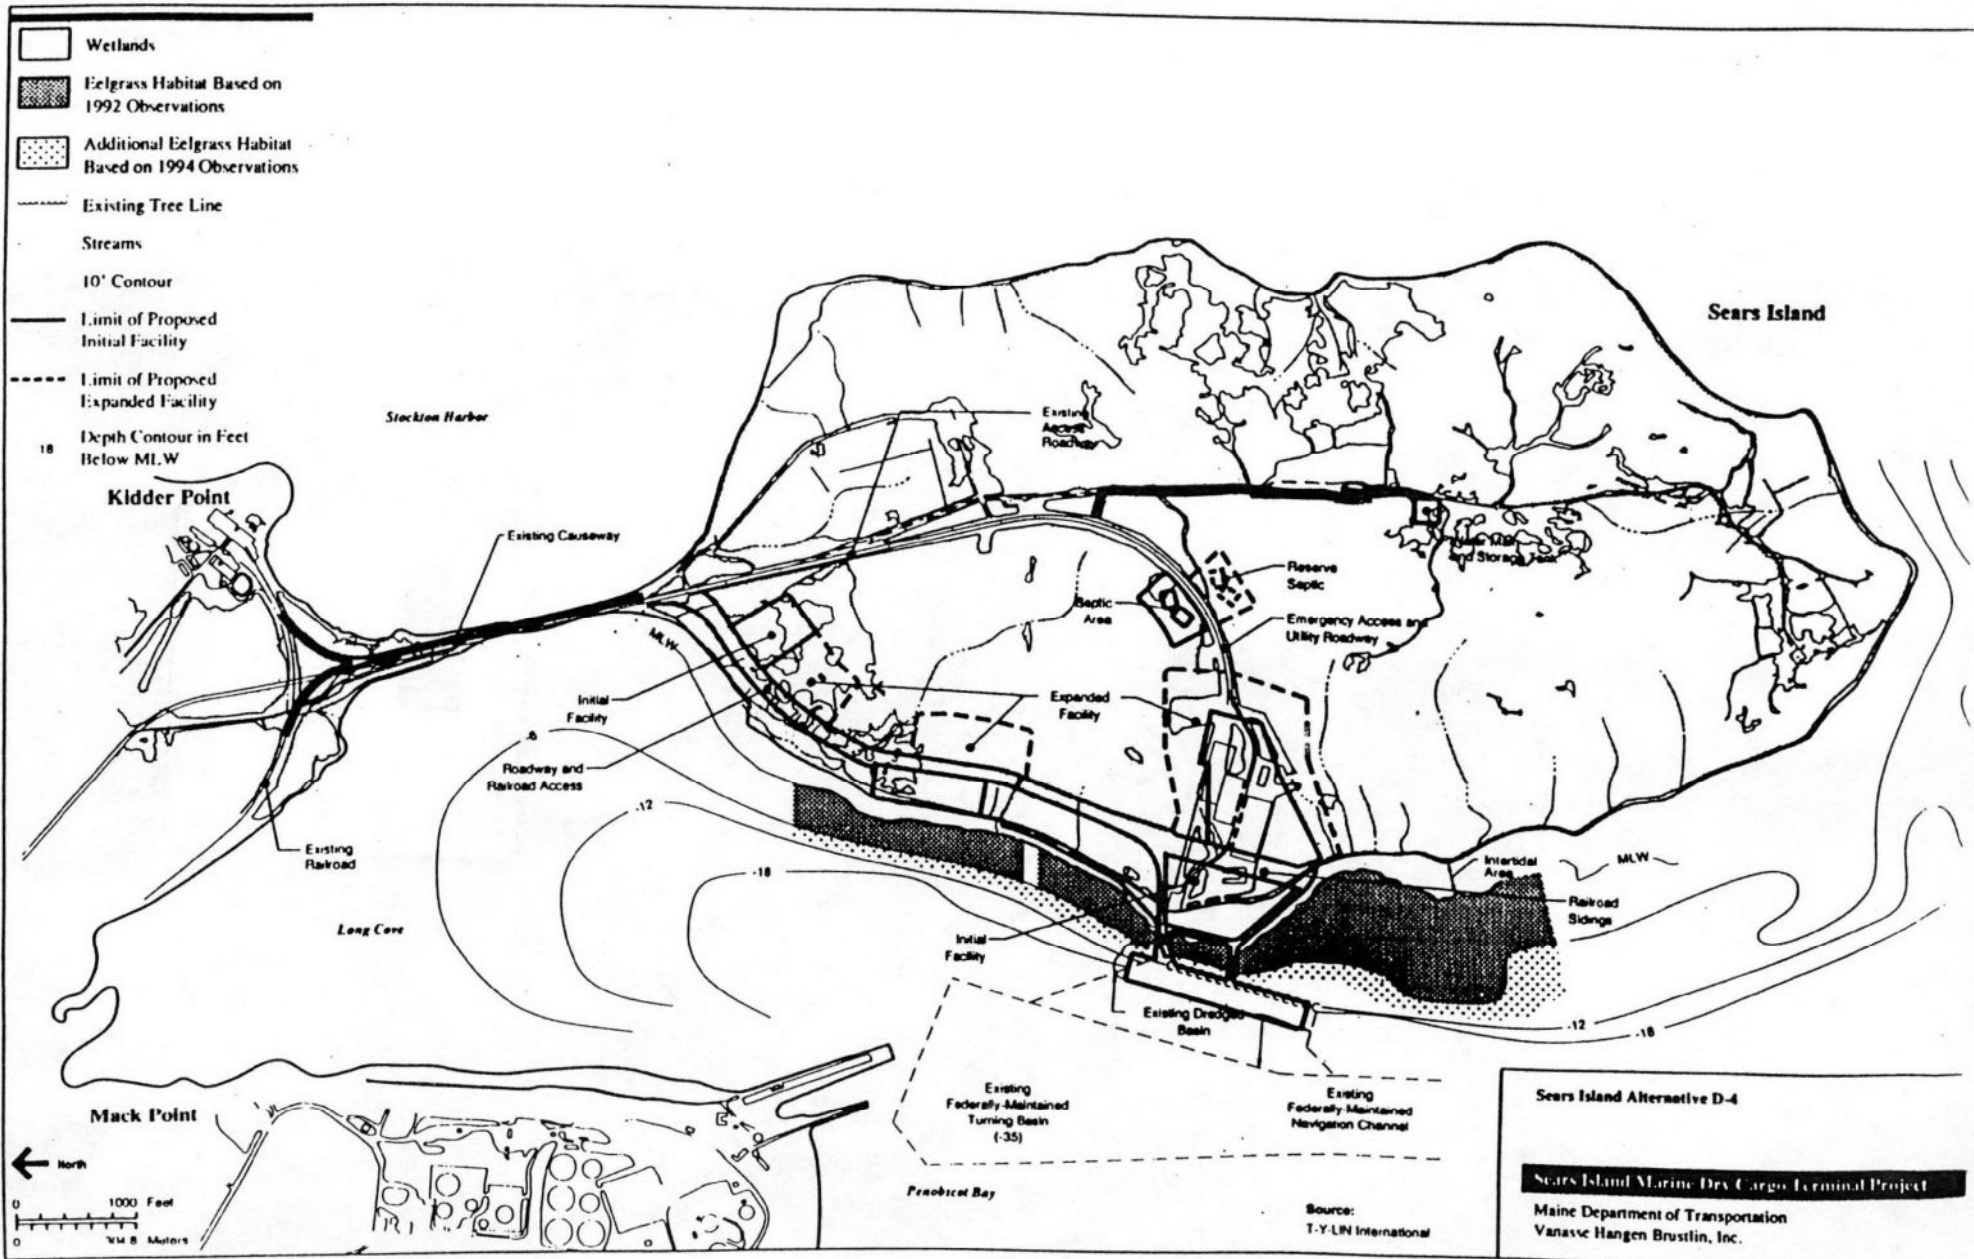 Wetlands
Eelgrass Habitat Based on
1992 Observations
Additional Eelgrass Habitat
Based on 1994 Observations
Existing Tree Line
Streams
10' Contour
Limit of Proposed
Initial Facility
Limit of Proposed
Expanded Facility
18
Depth Contour in Feet
Below MLW
Kidder Point
Stockton Harbor
Existing Causeway
Existing
Access
Roadway
Sears Island
and Storage Tank
Reserve
Septic
Septic
Area
Emergency Access and
Utility Roadway
MLW
Initial
Facility
Expanded
Facility
Roadway and
Railroad Access
-6
-12
-18
Existing
Railroad
Long Cove
Initial
Facility
Intertidal
Area
MLW
Railroad
Sidings
Existing Dredged
Basin
-12
-18
Existing
Federally-Maintained
Turning Basin
(-35)
Existing
Federally-Maintained
Navigation Channel
Mack Point
North
0 1000 Feet
0 304.8 Meters
Penobscot Bay
Source:
T-Y-LIN International
Sears Island Alternative D-4
Sears Island Marine Dry Cargo Terminal Project
Maine Department of Transportation
Vanasse Hangen Brustlin, Inc.